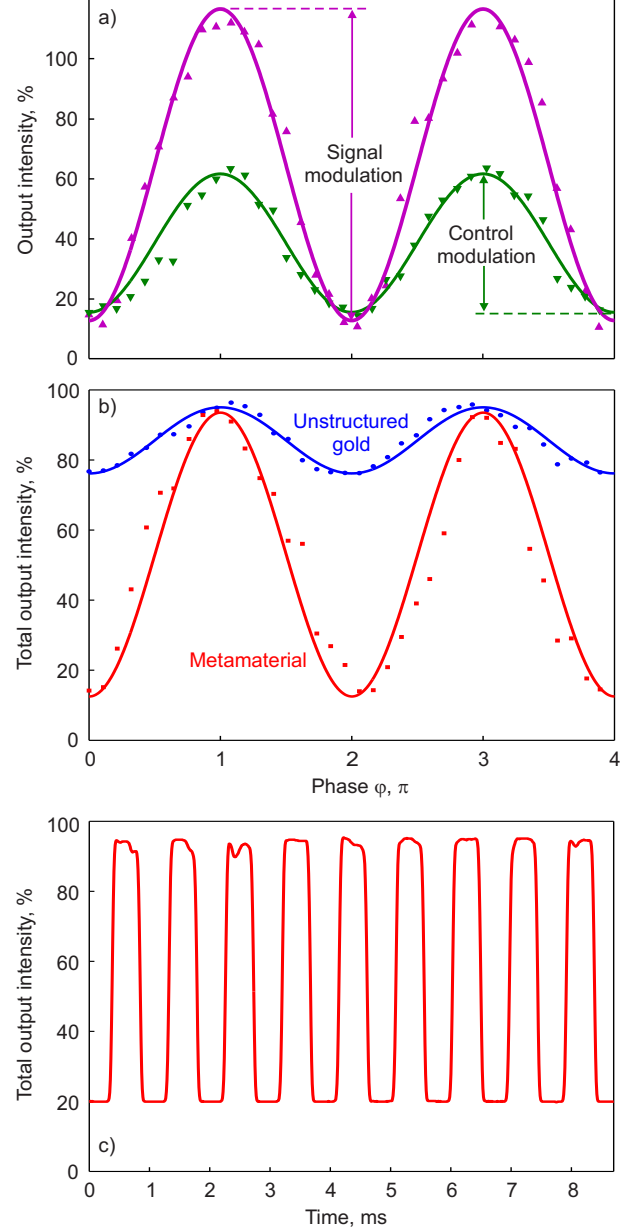 a)
100
80
60
40
20
0
Output intensity, %
Signal
modulation
Control
modulation
b)
100
80
60
40
20
0
Total output intensity, %
Unstructured
gold
Metamaterial
0 1 2 3 4
Phase φ, π
100
80
60
40
20
0
Total output intensity, %
c)
0 1 2 3 4 5 6 7 8
Time, ms